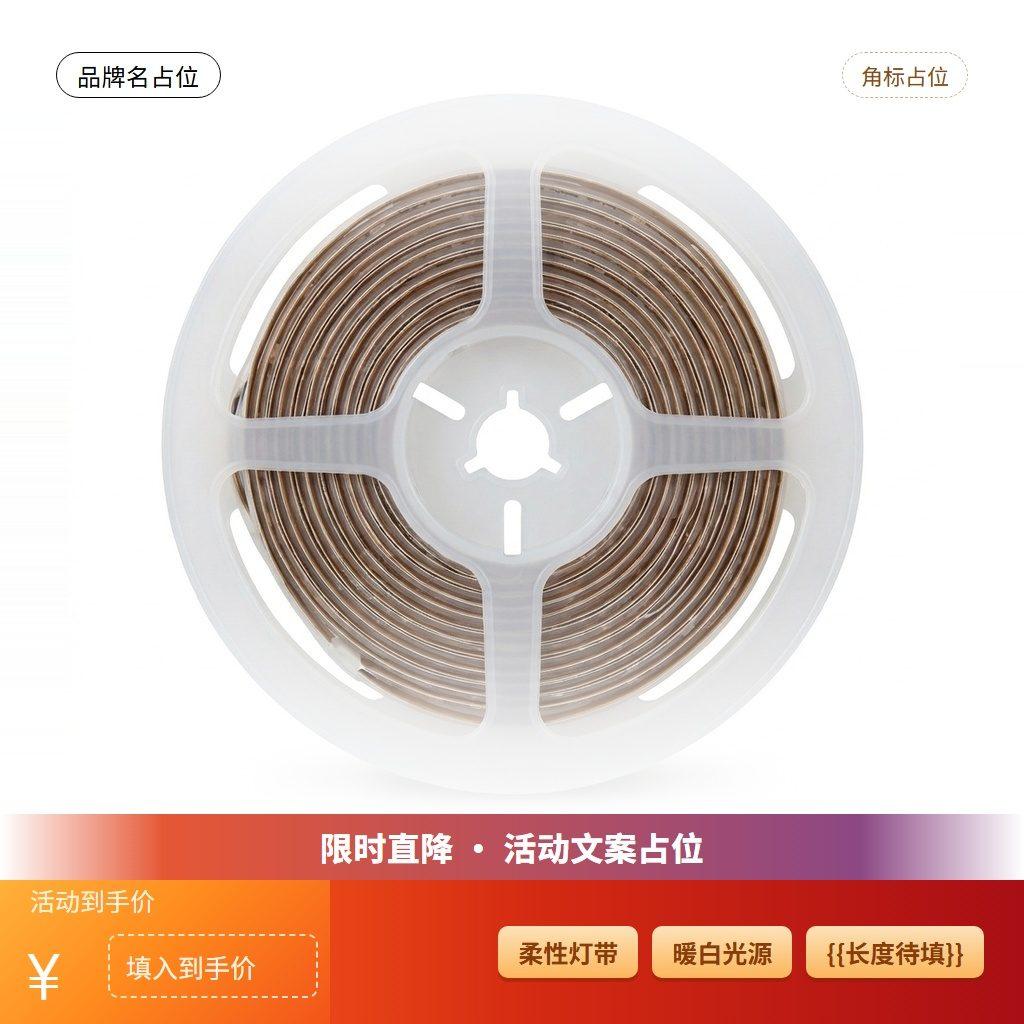 品牌名占位
角标占位
限时直降 · 活动文案占位
活动到手价
¥ 填入到手价
柔性灯带
暖白光源
{{长度待填}}